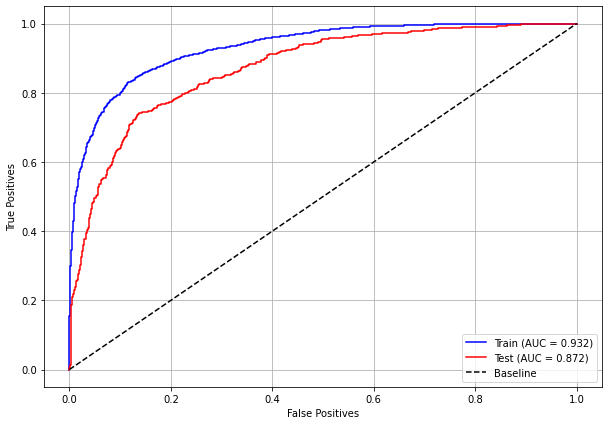 1.0
0.8
0.6
0.4
0.2
0.0
True Positives
0.0 0.2 0.4 0.6 0.8 1.0
False Positives
Train (AUC = 0.932)
Test (AUC = 0.872)
Baseline